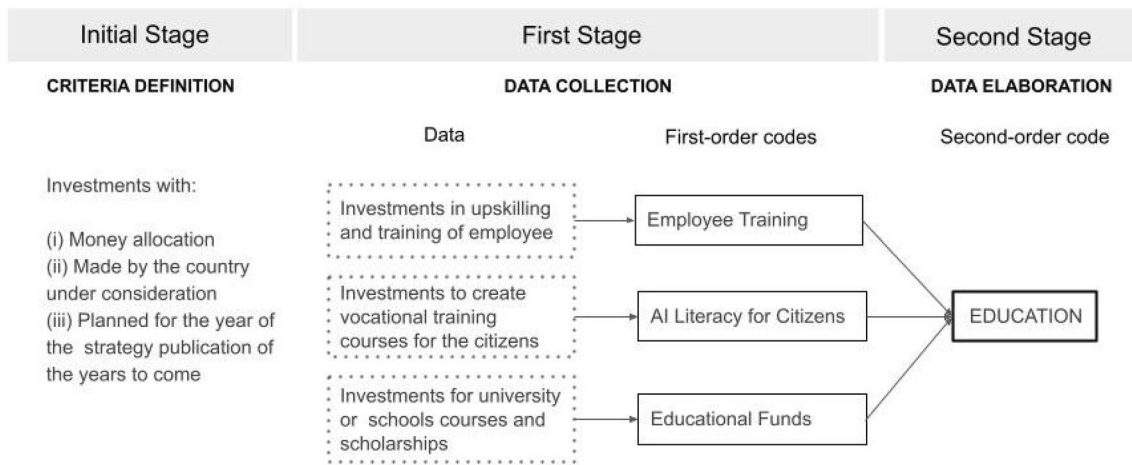 Initial Stage
First Stage
Second Stage
CRITERIA DEFINITION
DATA COLLECTION
DATA ELABORATION
Data
First-order codes
Second-order code
Investments with:
(i) Money allocation
(ii) Made by the country
under consideration
(iii) Planned for the year of
the strategy publication of
the years to come
Investments in upskilling
and training of employee
Employee Training
Investments to create
vocational training
courses for the citizens
AI Literacy for Citizens
Investments for university
or schools courses and
scholarships
Educational Funds
EDUCATION